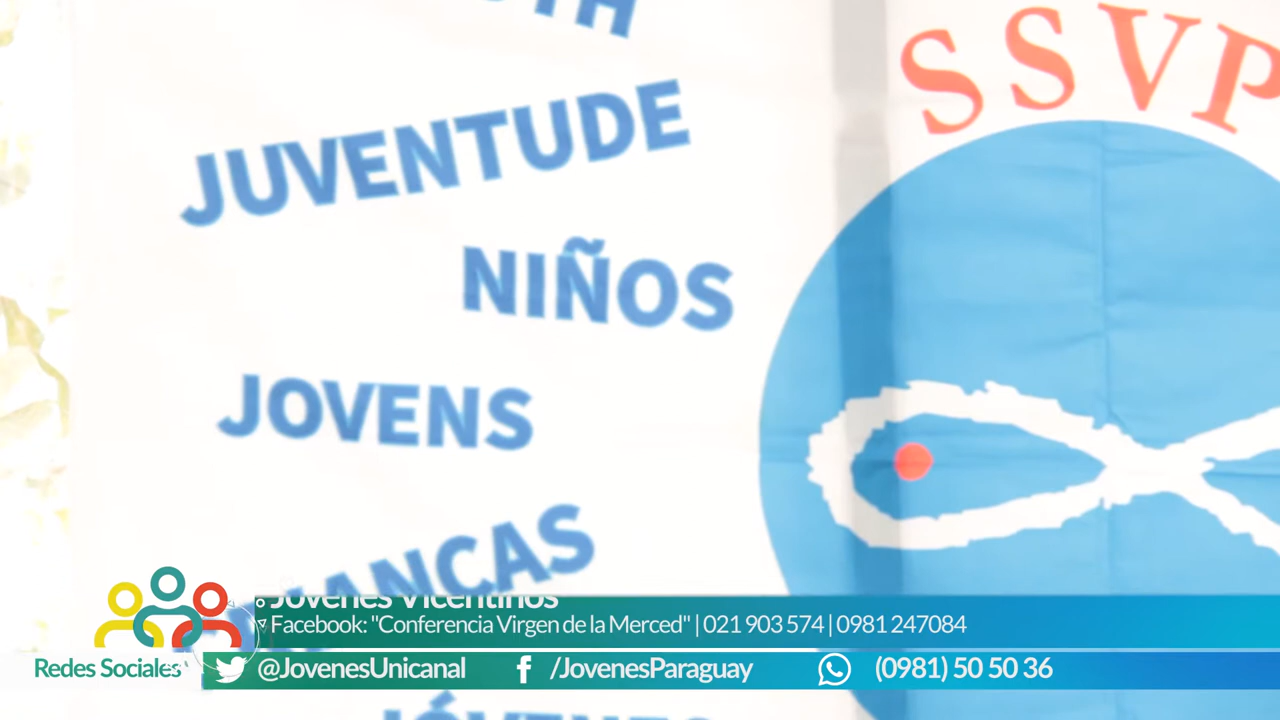 SSVP
JUVENTUDE
NIÑOS
JOVENS
Jóvenes Vicentinos
Facebook: "Conferencia Virgen de la Merced" | 021 903 574 | 0981 247084
Redes Sociales
@JovenesUnicanal
/JovenesParaguay
(0981) 50 50 36